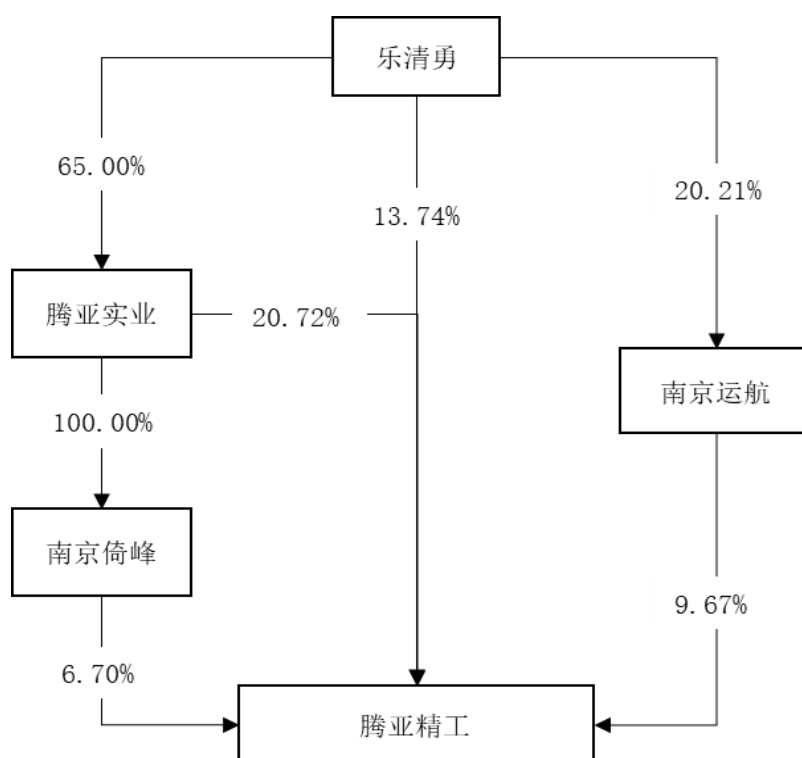 乐清勇
65.00%
13.74%
20.21%
腾亚实业
20.72%
南京运航
100.00%
南京倚峰
9.67%
6.70%
腾亚精工